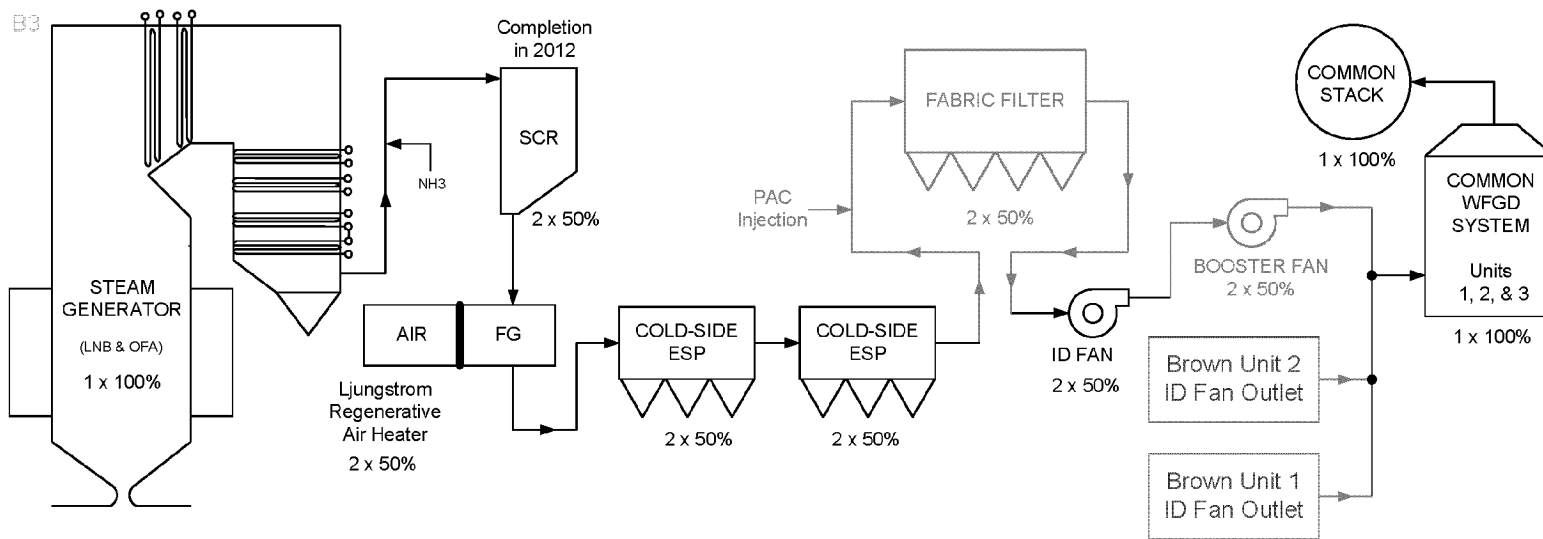 B3
STEAM
GENERATOR
(LNB & OFA)
1 x 100%
NH3
Completion
in 2012
SCR
2 x 50%
AIR
FG
Ljungstrom
Regenerative
Air Heater
2 x 50%
COLD-SIDE
ESP
2 x 50%
COLD-SIDE
ESP
2 x 50%
PAC
Injection
FABRIC FILTER
2 x 50%
ID FAN
2 x 50%
BOOSTER FAN
2 x 50%
Brown Unit 2
ID Fan Outlet
Brown Unit 1
ID Fan Outlet
COMMON
STACK
1 x 100%
COMMON
WFGD
SYSTEM
Units
1, 2, & 3
1 x 100%